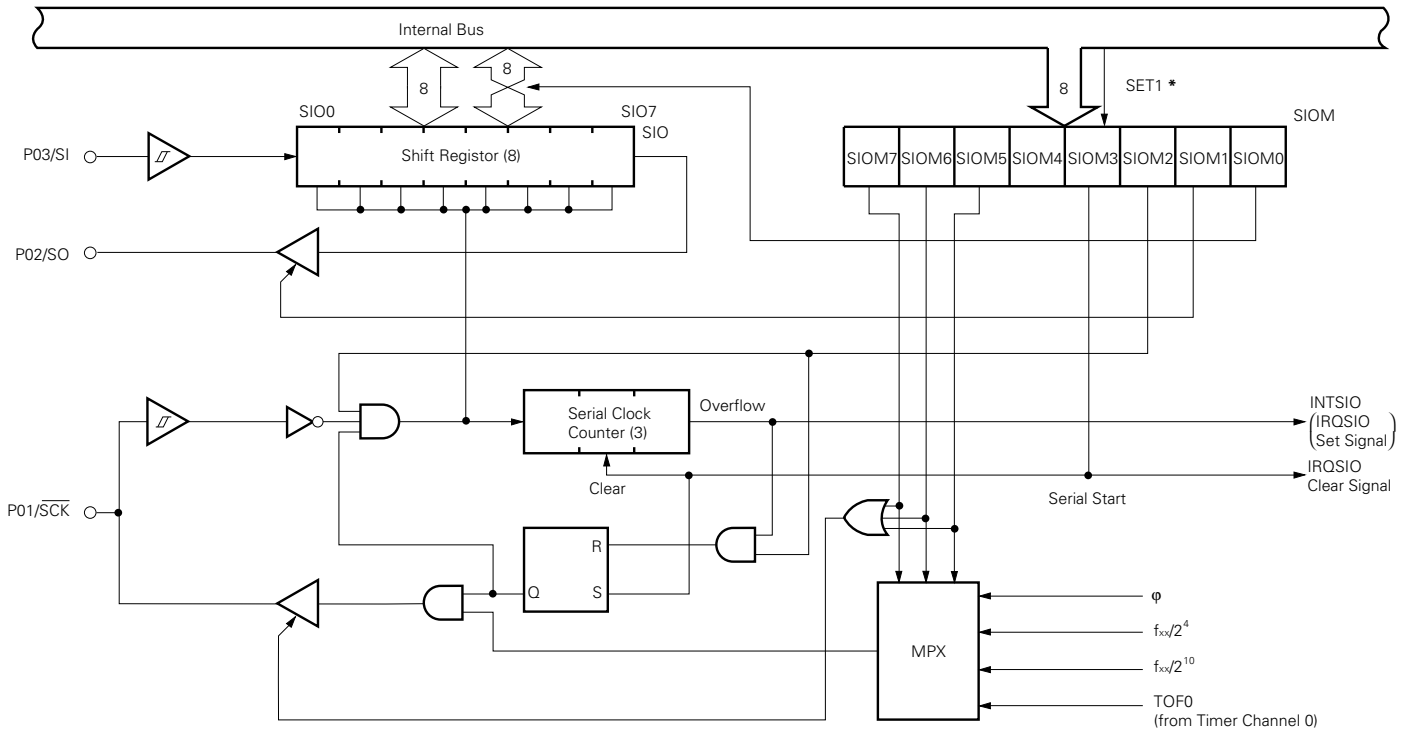 Internal Bus
8
8
8
SET1 *
SIO0
SIO7
SIO
SIOM
P03/SI
Shift Register (8)
SIOM7
SIOM6
SIOM5
SIOM4
SIOM3
SIOM2
SIOM1
SIOM0
P02/SO
Serial Clock
Counter (3)
Overflow
INTSIO
(IRQSIO
Set Signal)
Clear
IRQSIO
Clear Signal
Serial Start
P01/S̅C̅K̅
R
Q
S
MPX
φ
fxx/2⁴
fxx/2¹⁰
TOF0
(from Timer Channel 0)